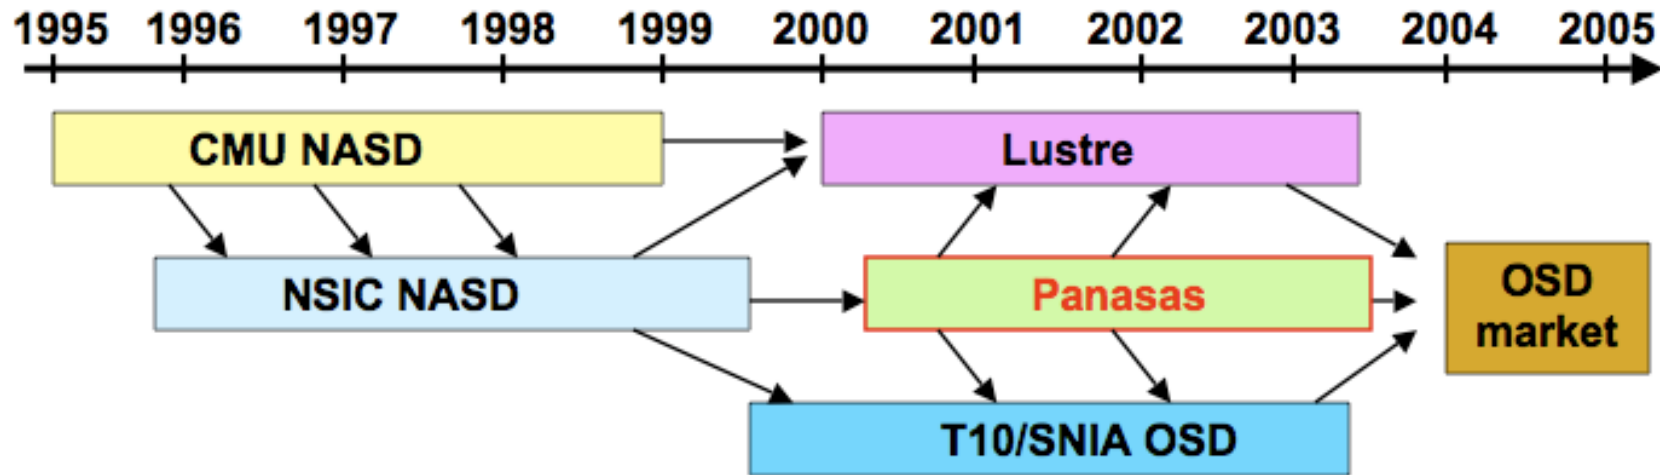 1995 1996 1997 1998 1999 2000 2001 2002 2003 2004 2005
CMU NASD
Lustre
NSIC NASD
Panasas
OSD
market
T10/SNIA OSD